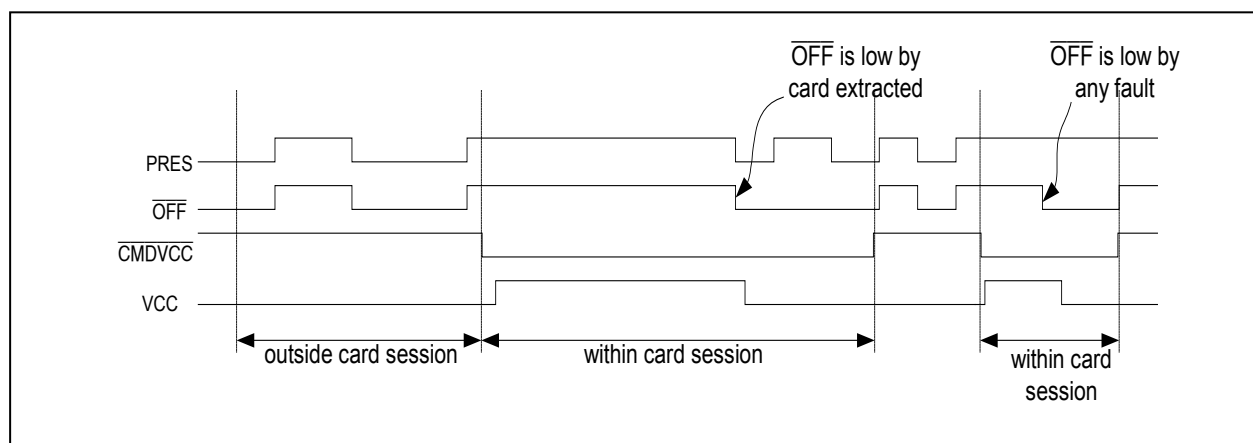 OFF is low by
card extracted
OFF is low by
any fault
PRES
OFF
CMDVCC
VCC
outside card session
within card session
within card
session